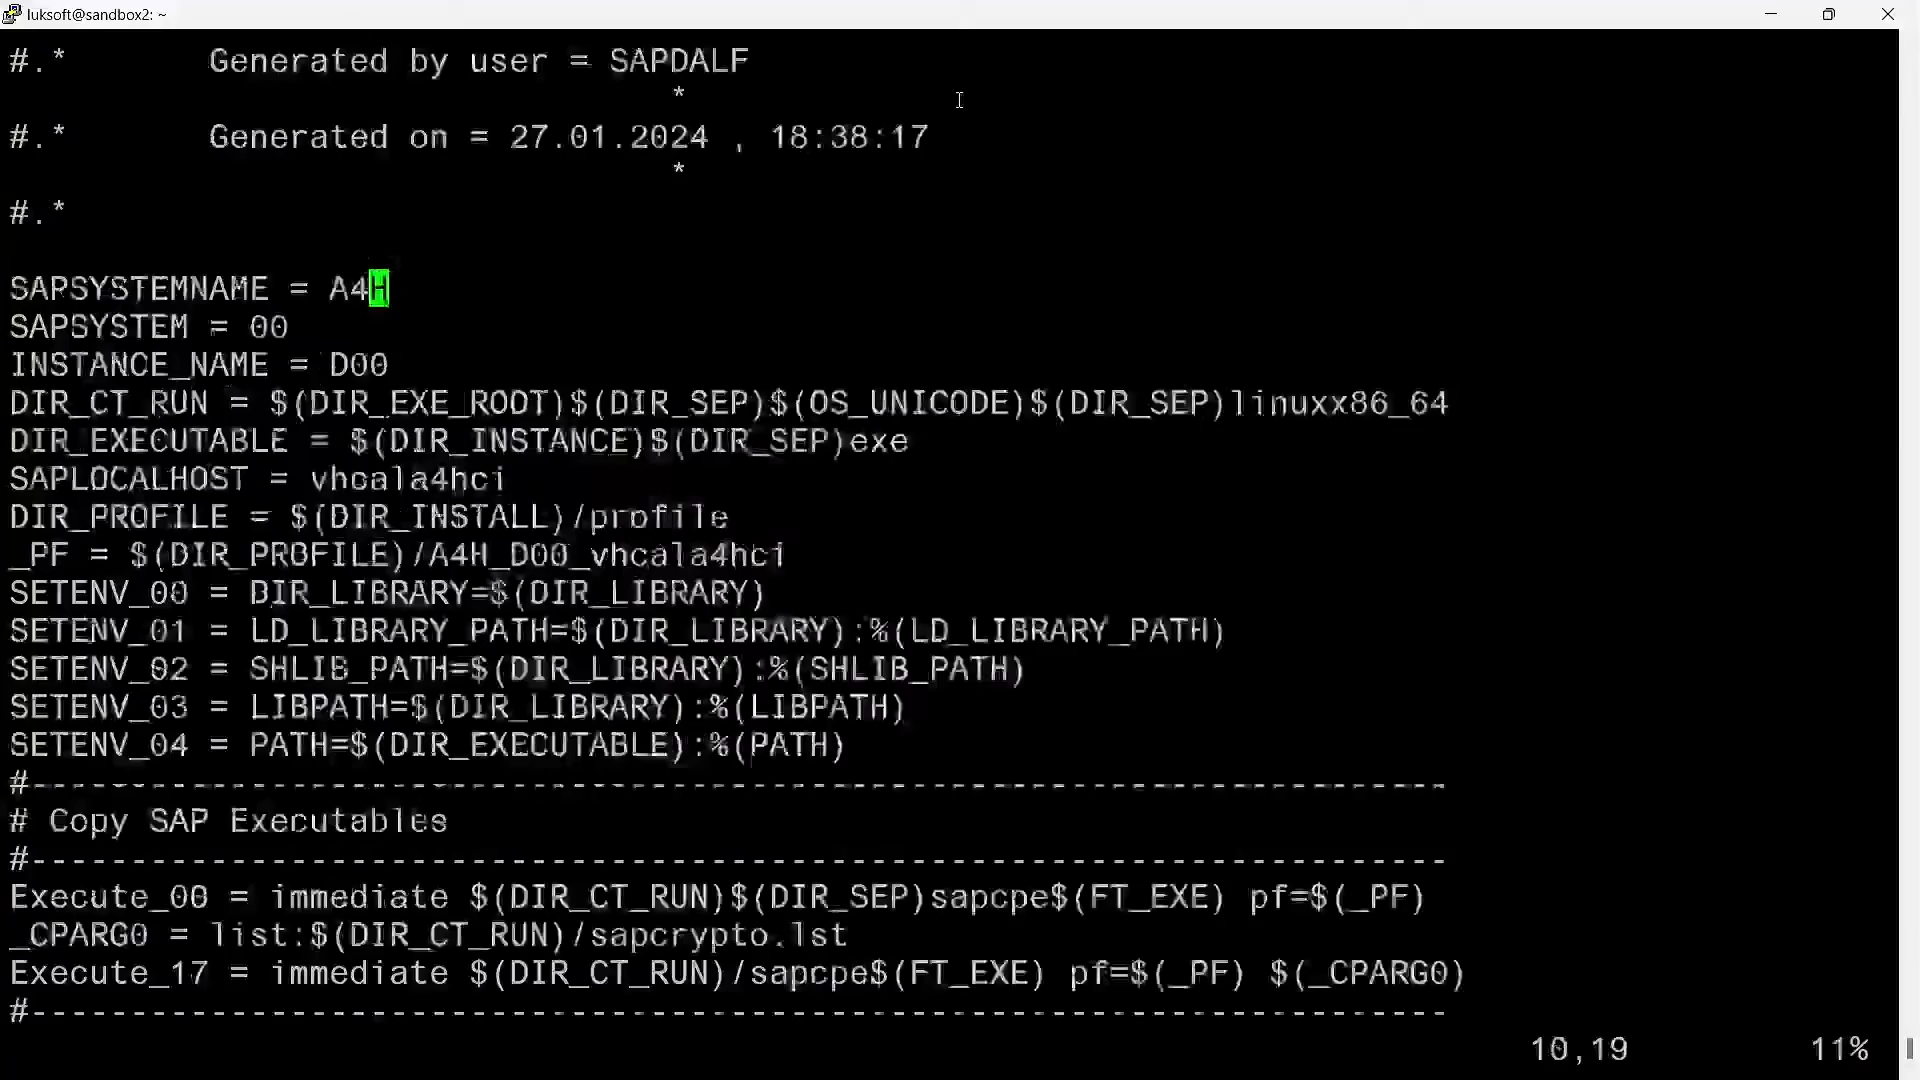 luksoft@sandbox2: ~
#.*       Generated by user = SAPDALF
*
#.*       Generated on = 27.01.2024 , 18:38:17
*
#.*
SAPSYSTEMNAME = A4H
SAPSYSTEM = 00
INSTANCE_NAME = D00
DIR_CT_RUN = $(DIR_EXE_ROOT)$(DIR_SEP)$(OS_UNICODE)$(DIR_SEP)linuxx86_64
DIR_EXECUTABLE = $(DIR_INSTANCE)$(DIR_SEP)exe
SAPLOCALHOST = vhcala4hci
DIR_PROFILE = $(DIR_INSTALL)/profile
_PF = $(DIR_PROFILE)/A4H_D00_vhcala4hci
SETENV_00 = DIR_LIBRARY=$(DIR_LIBRARY)
SETENV_01 = LD_LIBRARY_PATH=$(DIR_LIBRARY):%(LD_LIBRARY_PATH)
SETENV_02 = SHLIB_PATH=$(DIR_LIBRARY):%(SHLIB_PATH)
SETENV_03 = LIBPATH=$(DIR_LIBRARY):%(LIBPATH)
SETENV_04 = PATH=$(DIR_EXECUTABLE):%(PATH)
#-----------------------------------------------------------------------
# Copy SAP Executables
#-----------------------------------------------------------------------
Execute_00 = immediate $(DIR_CT_RUN)$(DIR_SEP)sapcpe$(FT_EXE) pf=$(_PF)
_CPARG0 = list:$(DIR_CT_RUN)/sapcrypto.lst
Execute_17 = immediate $(DIR_CT_RUN)/sapcpe$(FT_EXE) pf=$(_PF) $(_CPARG0)
#-----------------------------------------------------------------------
10,19 11%